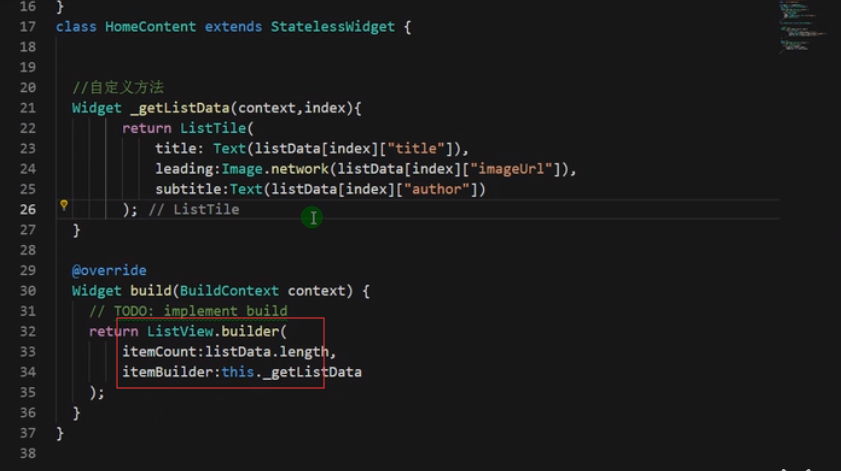 16 }
17 class HomeContent extends StatelessWidget {
18
19
20 //自定义方法
21 Widget _getListData(context,index){
22 return ListTile(
23 title: Text(listData[index]["title"]),
24 leading:Image.network(listData[index]["imageUrl"]),
25 subtitle:Text(listData[index]["author"])
26 ); // ListTile
27 }
28
29 @override
30 Widget build(BuildContext context) {
31 // TODO: implement build
32 return ListView.builder(
33 itemCount:listData.length,
34 itemBuilder:this._getListData
35 );
36 }
37 }
38